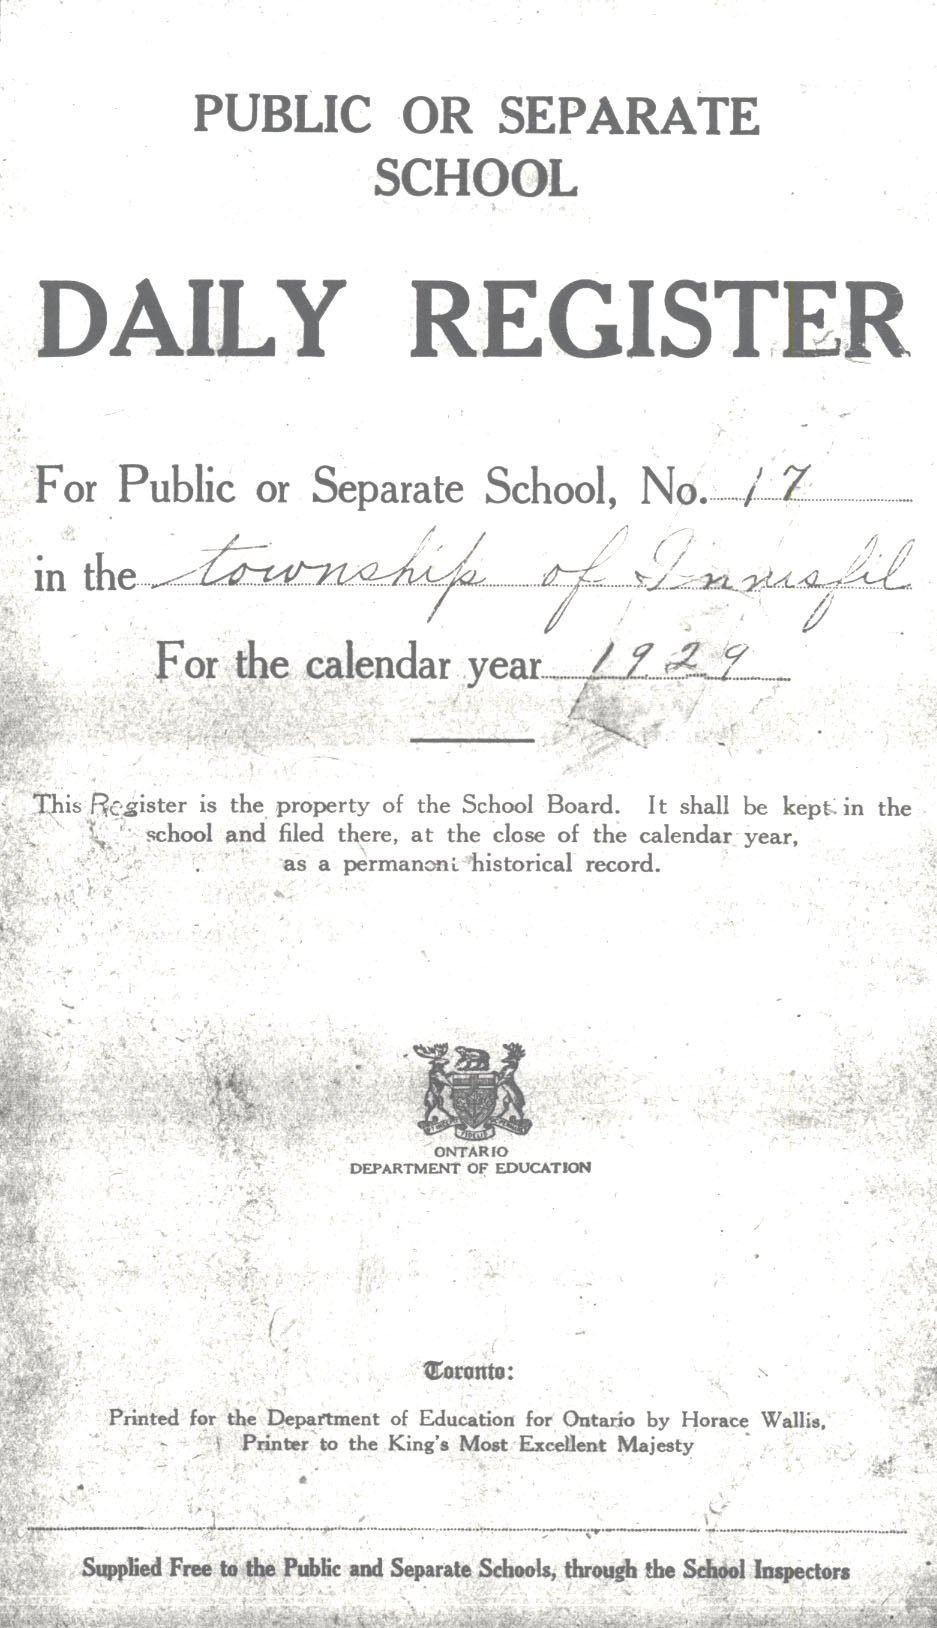 PUBLIC OR SEPARATE
SCHOOL
DAILY REGISTER
For Public or Separate School, No. 17
in the township of Innisfil
For the calendar year 1929
This Register is the property of the School Board. It shall be kept in the
school and filed there, at the close of the calendar year,
as a permanent historical record.
ONTARIO
DEPARTMENT OF EDUCATION
Toronto:
Printed for the Department of Education for Ontario by Horace Wallis,
Printer to the King's Most Excellent Majesty
Supplied Free to the Public and Separate Schools, through the School Inspectors